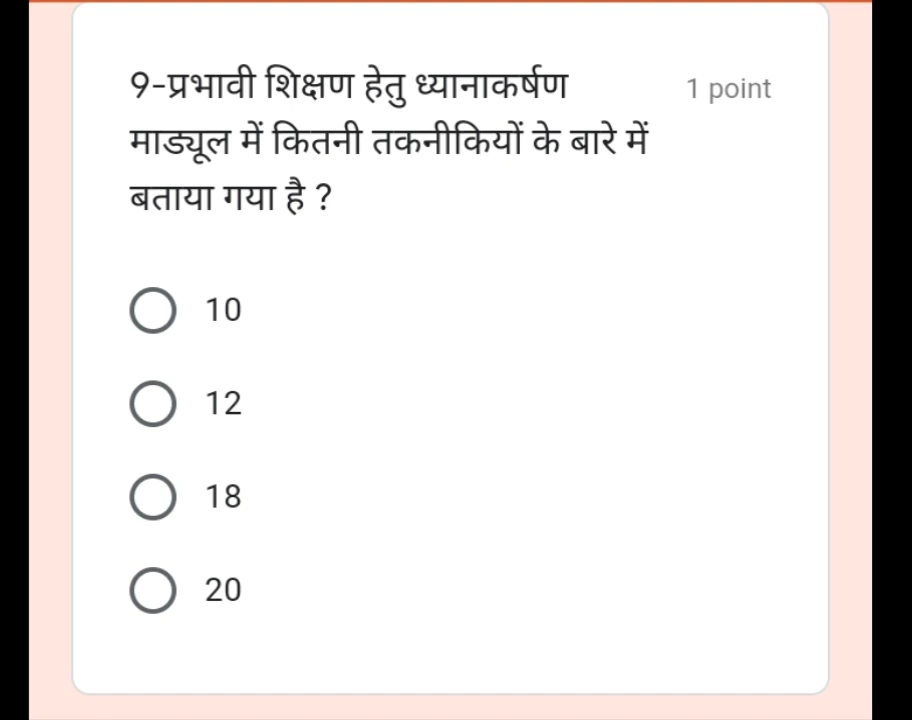 9-प्रभावी शिक्षण हेतु ध्यानाकर्षण
1 point
माड्यूल में कितनी तकनीकियों के बारे में
बताया गया है ?
10
12
18
20